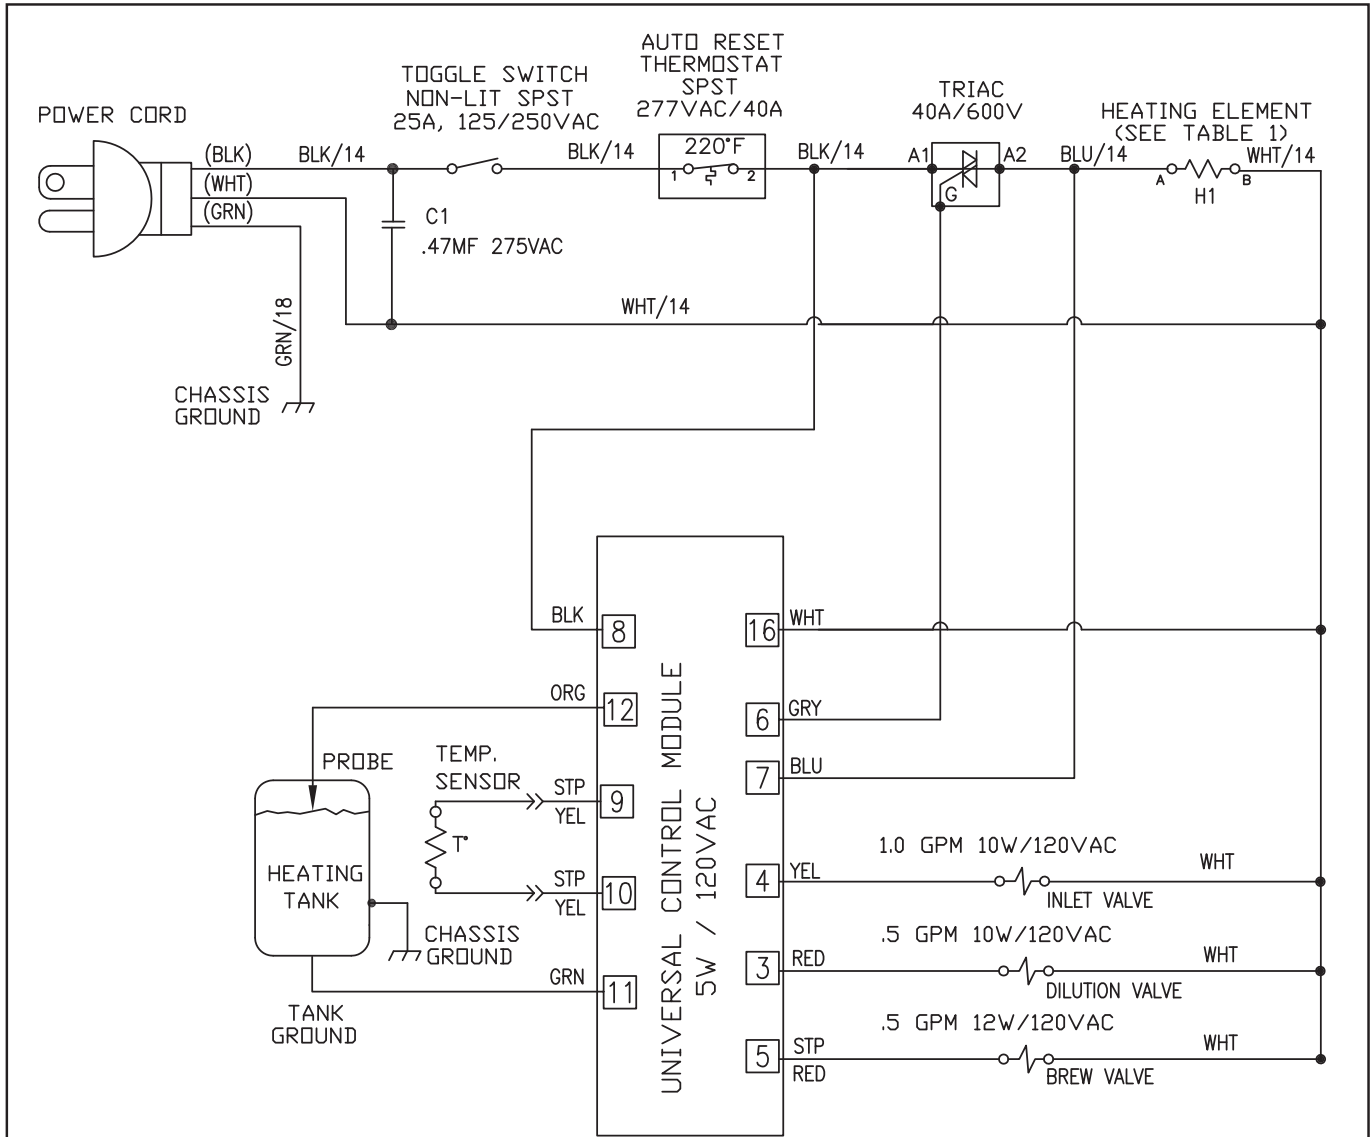 POWER CORD
TOGGLE SWITCH
NON-LIT SPST
25A, 125/250VAC
AUTO RESET
THERMOSTAT
SPST
277VAC/40A
TRIAC
40A/600V
HEATING ELEMENT
(SEE TABLE 1)
(BLK)
BLK/14
BLK/14
220°F
1
2
BLK/14
A1
A2
G
BLU/14
A
B
H1
WHT/14
(WHT)
(GRN)
C1
.47MF 275VAC
WHT/14
GRN/18
CHASSIS
GROUND
UNIVERSAL CONTROL MODULE
5W / 120VAC
BLK
8
16
WHT
ORG
12
6
GRY
PROBE
TEMP.
SENSOR
STP
YEL
9
7
BLU
T°
HEATING
TANK
STP
YEL
10
4
YEL
1.0 GPM 10W/120VAC
WHT
INLET VALVE
CHASSIS
GROUND
.5 GPM 10W/120VAC
3
RED
WHT
DILUTION VALVE
GRN
11
TANK
GROUND
.5 GPM 12W/120VAC
5
STP
RED
WHT
BREW VALVE